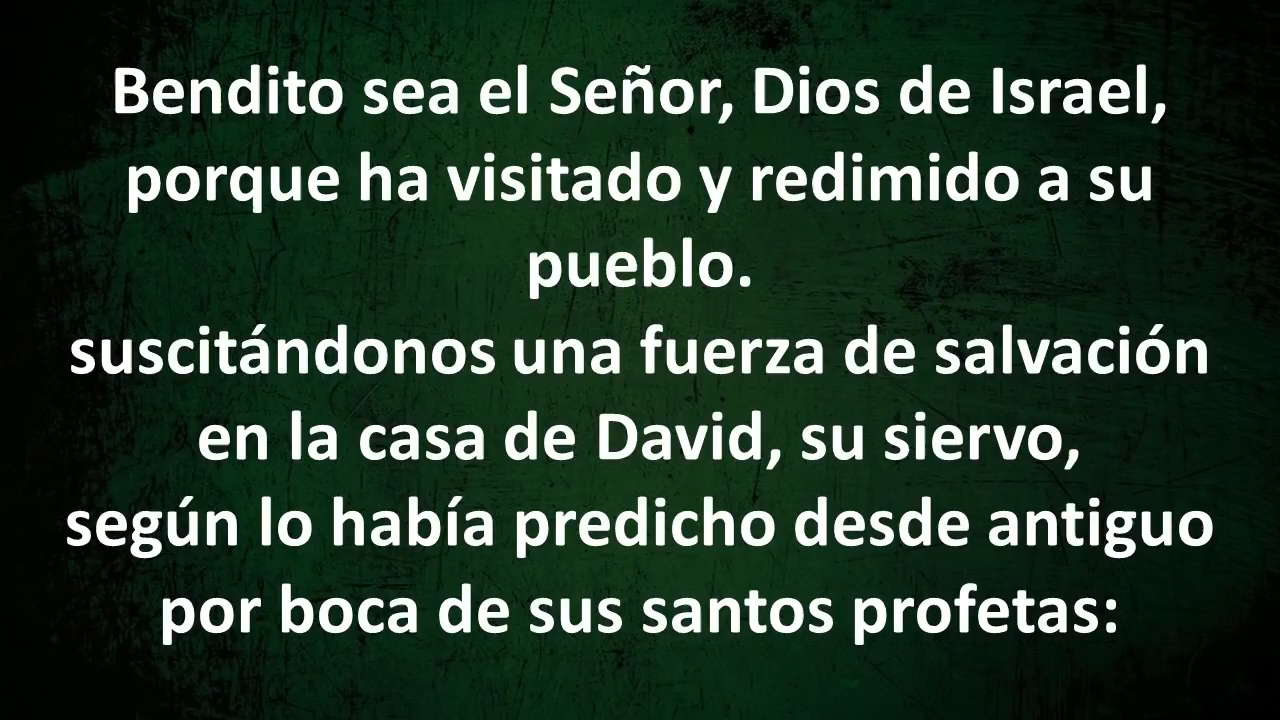 Bendito sea el Señor, Dios de Israel,
porque ha visitado y redimido a su
pueblo.
suscitándonos una fuerza de salvación
en la casa de David, su siervo,
según lo había predicho desde antiguo
por boca de sus santos profetas: